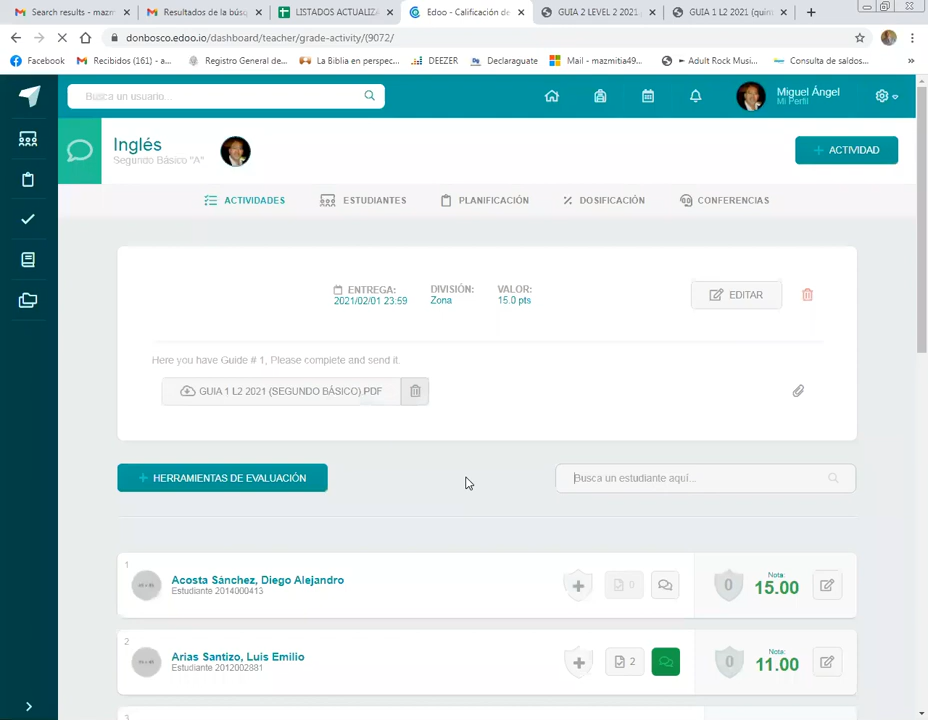 Search results - mazm
Resultados de la búsq
LISTADOS ACTUALIZA
Edoo - Calificación de
GUIA 2 LEVEL 2 2021
GUIA 1 L2 2021 (quin
donbosco.edoo.io/dashboard/teacher/grade-activity/(9072/
Facebook
Recibidos (161) - a...
Registro General de...
La Biblia en perspec...
DEEZER
Declaraguate
Mail - mazmitia49...
► Adult Rock Musi...
Consulta de saldos...
»
Busca un usuario...
Miguel Ángel
Mi Perfil
Inglés
Segundo Básico "A"
+ ACTIVIDAD
ACTIVIDADES
ESTUDIANTES
PLANIFICACIÓN
DOSIFICACIÓN
CONFERENCIAS
ENTREGA:
2021/02/01 23:59
DIVISIÓN:
Zona
VALOR:
15.0 pts
EDITAR
Here you have Guide # 1, Please complete and send it.
GUIA 1 L2 2021 (SEGUNDO BÁSICO).PDF
+ HERRAMIENTAS DE EVALUACIÓN
Busca un estudiante aquí...
1
Acosta Sánchez, Diego Alejandro
Estudiante 2014000413
0
0
Nota:
15.00
2
Arias Santizo, Luis Emilio
Estudiante 2012002881
2
0
Nota:
11.00
3